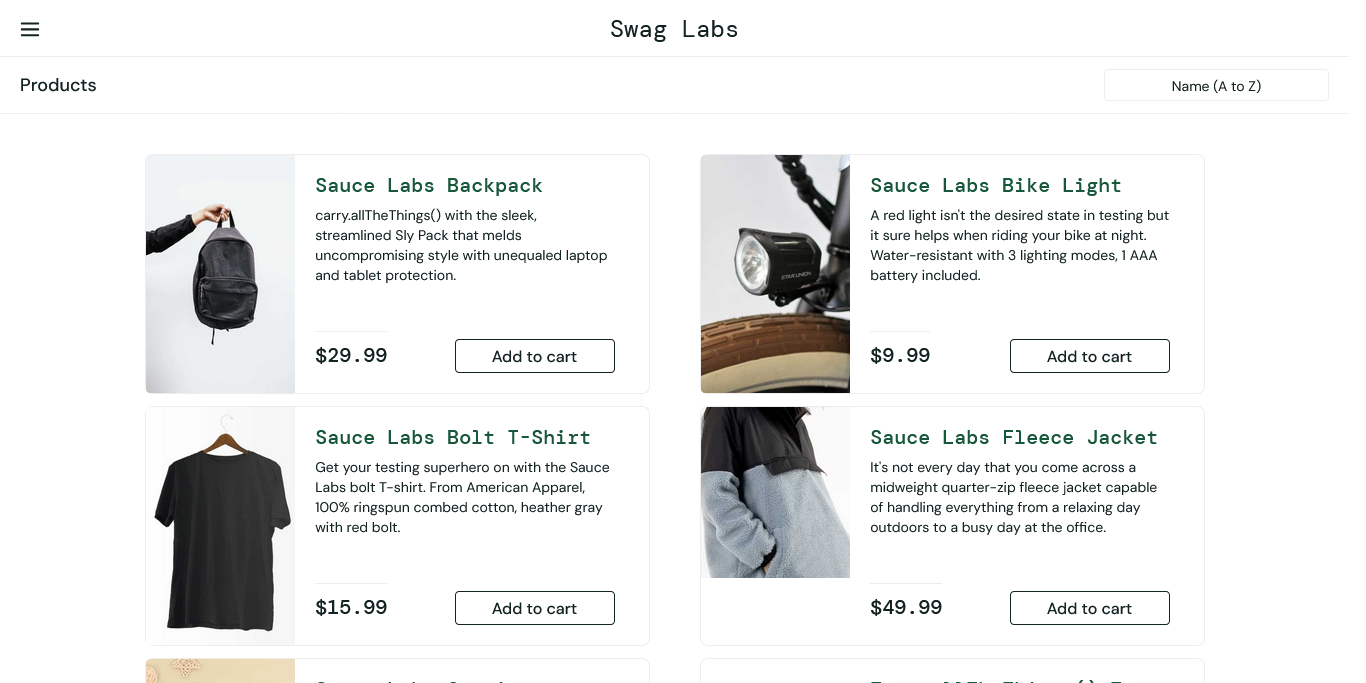 Swag Labs
Products
Name (A to Z)
Sauce Labs Backpack
carry.allTheThings() with the sleek,
streamlined Sly Pack that melds
uncompromising style with unequaled laptop
and tablet protection.
$29.99
Add to cart
Sauce Labs Bike Light
A red light isn't the desired state in testing but
it sure helps when riding your bike at night.
Water-resistant with 3 lighting modes, 1 AAA
battery included.
$9.99
Add to cart
STAR UNION
Sauce Labs Bolt T-Shirt
Get your testing superhero on with the Sauce
Labs bolt T-shirt. From American Apparel,
100% ringspun combed cotton, heather gray
with red bolt.
$15.99
Add to cart
Sauce Labs Fleece Jacket
It's not every day that you come across a
midweight quarter-zip fleece jacket capable
of handling everything from a relaxing day
outdoors to a busy day at the office.
$49.99
Add to cart